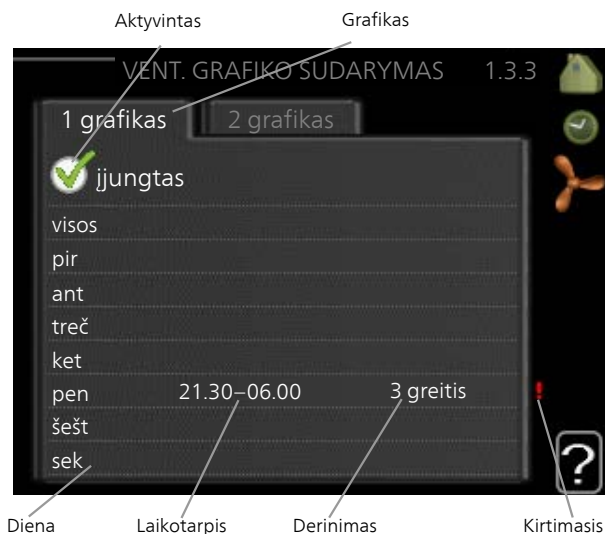 Aktyvintas Grafikas
VENT. GRAFIKO SUDARYMAS 1.3.3
1 grafikas 2 grafikas
įjungtas
visos
pir
ant
treč
ket
pen 21.30–06.00 3 greitis !
šešt
sek
?
Diena Laikotarpis Derinimas Kirtimasis